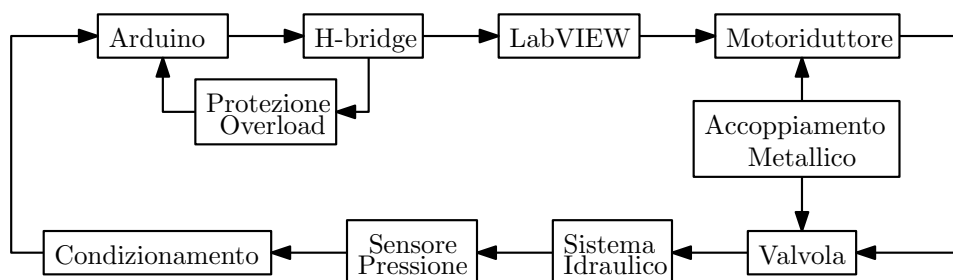 Arduino
H-bridge
LabVIEW
Motoriduttore
Protezione
Overload
Accoppiamento
Metallico
Condizionamento
Sensore
Pressione
Sistema
Idraulico
Valvola